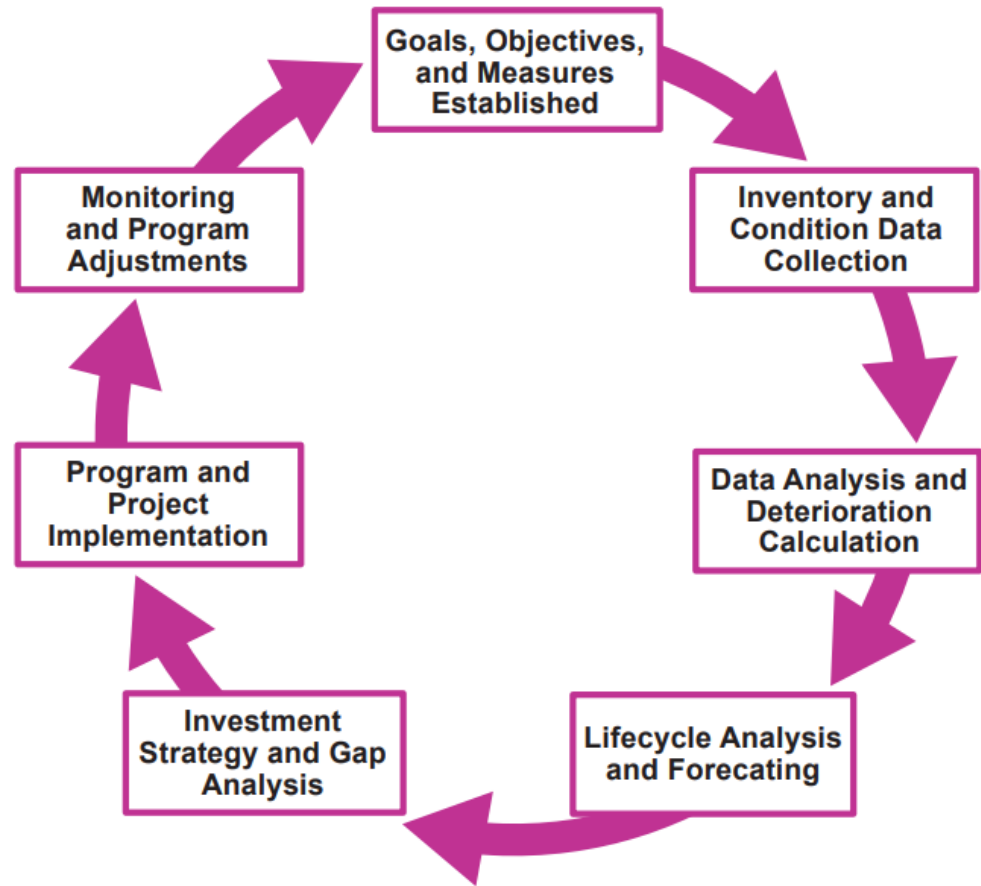 Goals, Objectives,
and Measures
Established
Inventory and
Condition Data
Collection
Data Analysis and
Deterioration
Calculation
Lifecycle Analysis
and Forecating
Investment
Strategy and Gap
Analysis
Program and
Project
Implementation
Monitoring
and Program
Adjustments